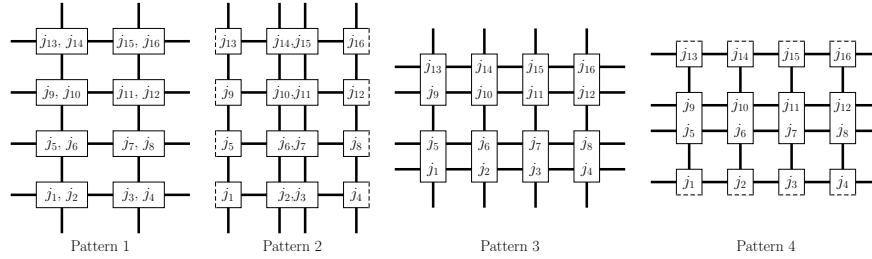 j13, j14 j15, j16
j9, j10 j11, j12
j5, j6 j7, j8
j1, j2 j3, j4
Pattern 1
j13 j14,j15 j16
j9 j10,j11 j12
j5 j6,j7 j8
j1 j2,j3 j4
Pattern 2
j13 j14 j15 j16
j9 j10 j11 j12
j5 j6 j7 j8
j1 j2 j3 j4
Pattern 3
j13 j14 j15 j16
j9 j10 j11 j12
j5 j6 j7 j8
j1 j2 j3 j4
Pattern 4